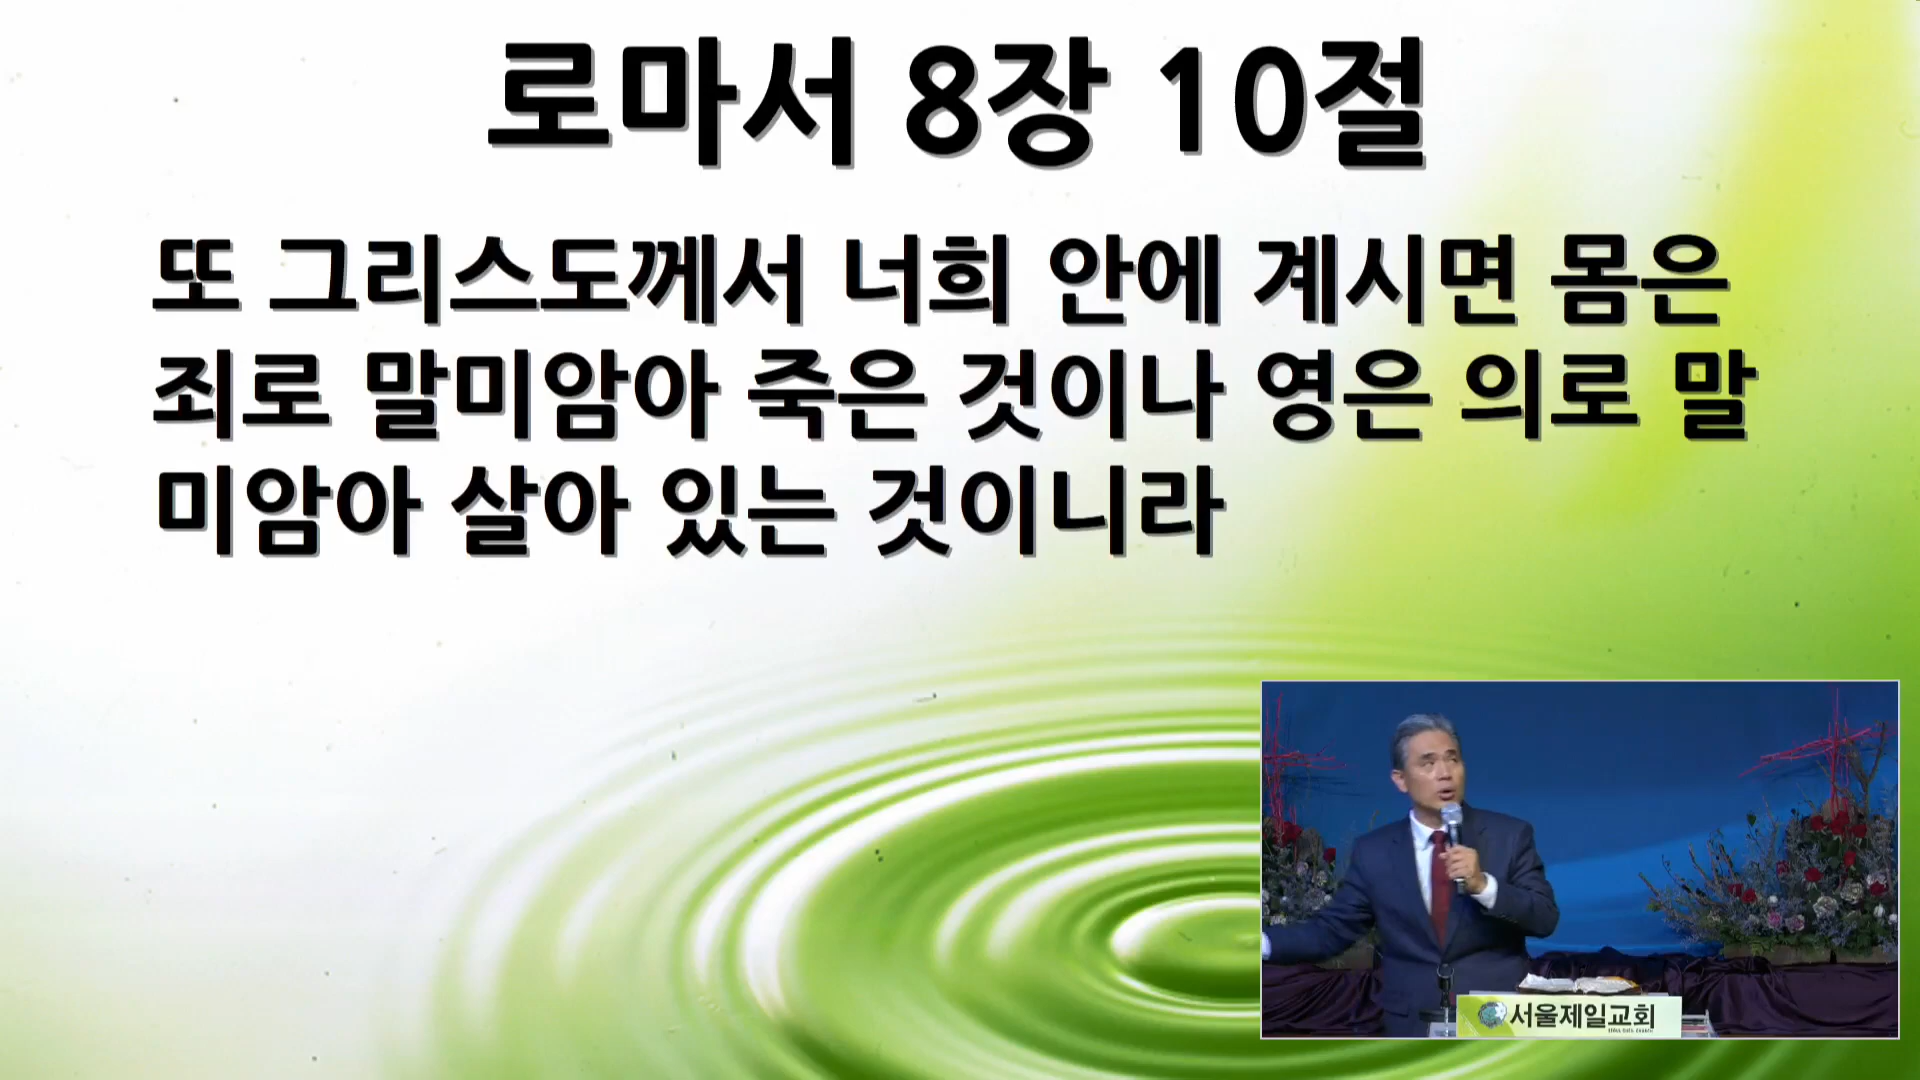 로마서 8장 10절
또 그리스도께서 너희 안에 계시면 몸은
죄로 말미암아 죽은 것이나 영은 의로 말
미암아 살아 있는 것이니라
서울제일교회